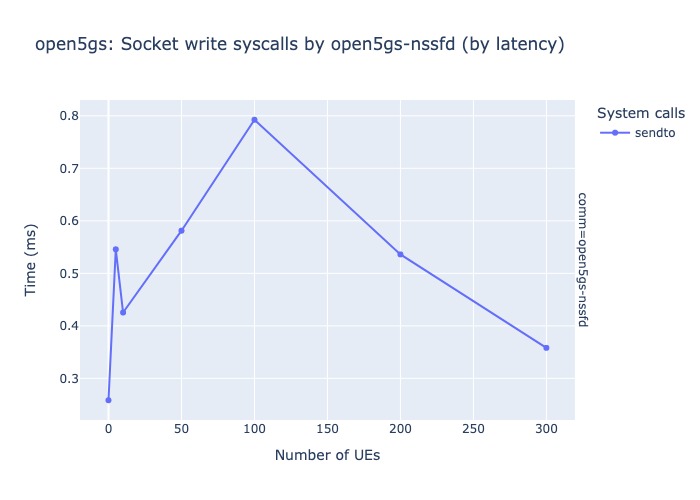 open5gs: Socket write syscalls by open5gs-nssfd (by latency)
System calls
sendto
0.8
0.7
0.6
0.5
0.4
0.3
Time (ms)
comm=open5gs-nssfd
0 50 100 150 200 250 300
Number of UEs